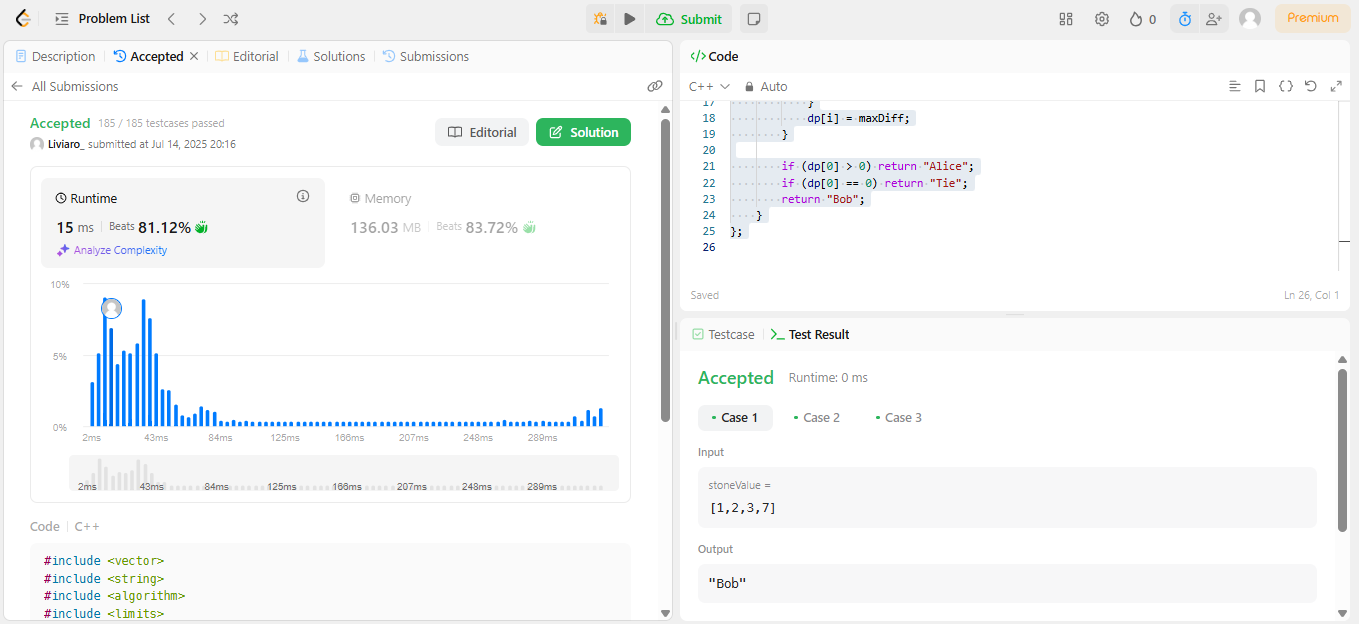 Problem List
Submit
0
Premium
Description
Accepted
Editorial
Solutions
Submissions
All Submissions
Accepted 185 / 185 testcases passed
Liviaro_ submitted at Jul 14, 2025 20:16
Editorial
Solution
Runtime
15 ms Beats 81.12%
Analyze Complexity
Memory
136.03 MB Beats 83.72%
10%
5%
0%
2ms 43ms 84ms 125ms 166ms 207ms 248ms 289ms
2ms 43ms 84ms 125ms 166ms 207ms 248ms 289ms
Code C++
#include <vector>
#include <string>
#include <algorithm>
#include <limits>
</> Code
C++ Auto
17 }
18 dp[i] = maxDiff;
19 }
20
21 if (dp[0] > 0) return "Alice";
22 if (dp[0] == 0) return "Tie";
23 return "Bob";
24 }
25 };
26
Saved
Ln 26, Col 1
Testcase
Test Result
Accepted Runtime: 0 ms
Case 1
Case 2
Case 3
Input
stoneValue =
[1,2,3,7]
Output
"Bob"